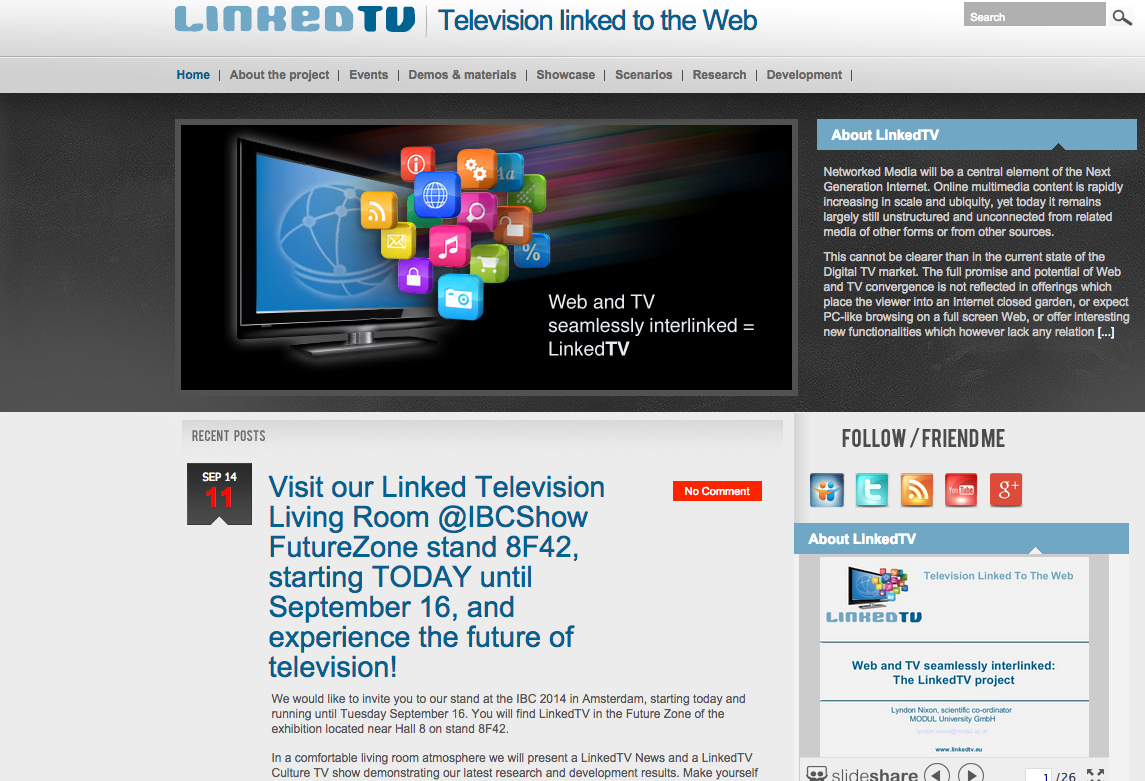 LINKEDTV
Television linked to the Web
Search
Home | About the project | Events | Demos & materials | Showcase | Scenarios | Research | Development |
Aa
%
Web and TV
seamlessly interlinked =
LinkedTV
About LinkedTV
Networked Media will be a central element of the Next
Generation Internet. Online multimedia content is rapidly
increasing in scale and ubiquity, yet today it remains
largely still unstructured and unconnected from related
media of other forms or from other sources.
This cannot be clearer than in the current state of the
Digital TV market. The full promise and potential of Web
and TV convergence is not reflected in offerings which
place the viewer into an Internet closed garden, or expect
PC-like browsing on a full screen Web, or offer interesting
new functionalities which however lack any relation [...]
RECENT POSTS
SEP 14
11
Visit our Linked Television
Living Room @IBCShow
FutureZone stand 8F42,
starting TODAY until
September 16, and
experience the future of
television!
No Comment
We would like to invite you to our stand at the IBC 2014 in Amsterdam, starting today and
running until Tuesday September 16. You will find LinkedTV in the Future Zone of the
exhibition located near Hall 8 on stand 8F42.
In a comfortable living room atmosphere we will present a LinkedTV News and a LinkedTV
Culture TV show demonstrating our latest research and development results. Make yourself
FOLLOW / FRIEND ME
You Tube
g+
About LinkedTV
Television Linked To The Web
LINKEDTV
Web and TV seamlessly interlinked:
The LinkedTV project
Lyndon Nixon, scientific co-ordinator
MODUL University GmbH
www.linkedtv.eu
slideshare
1 /26